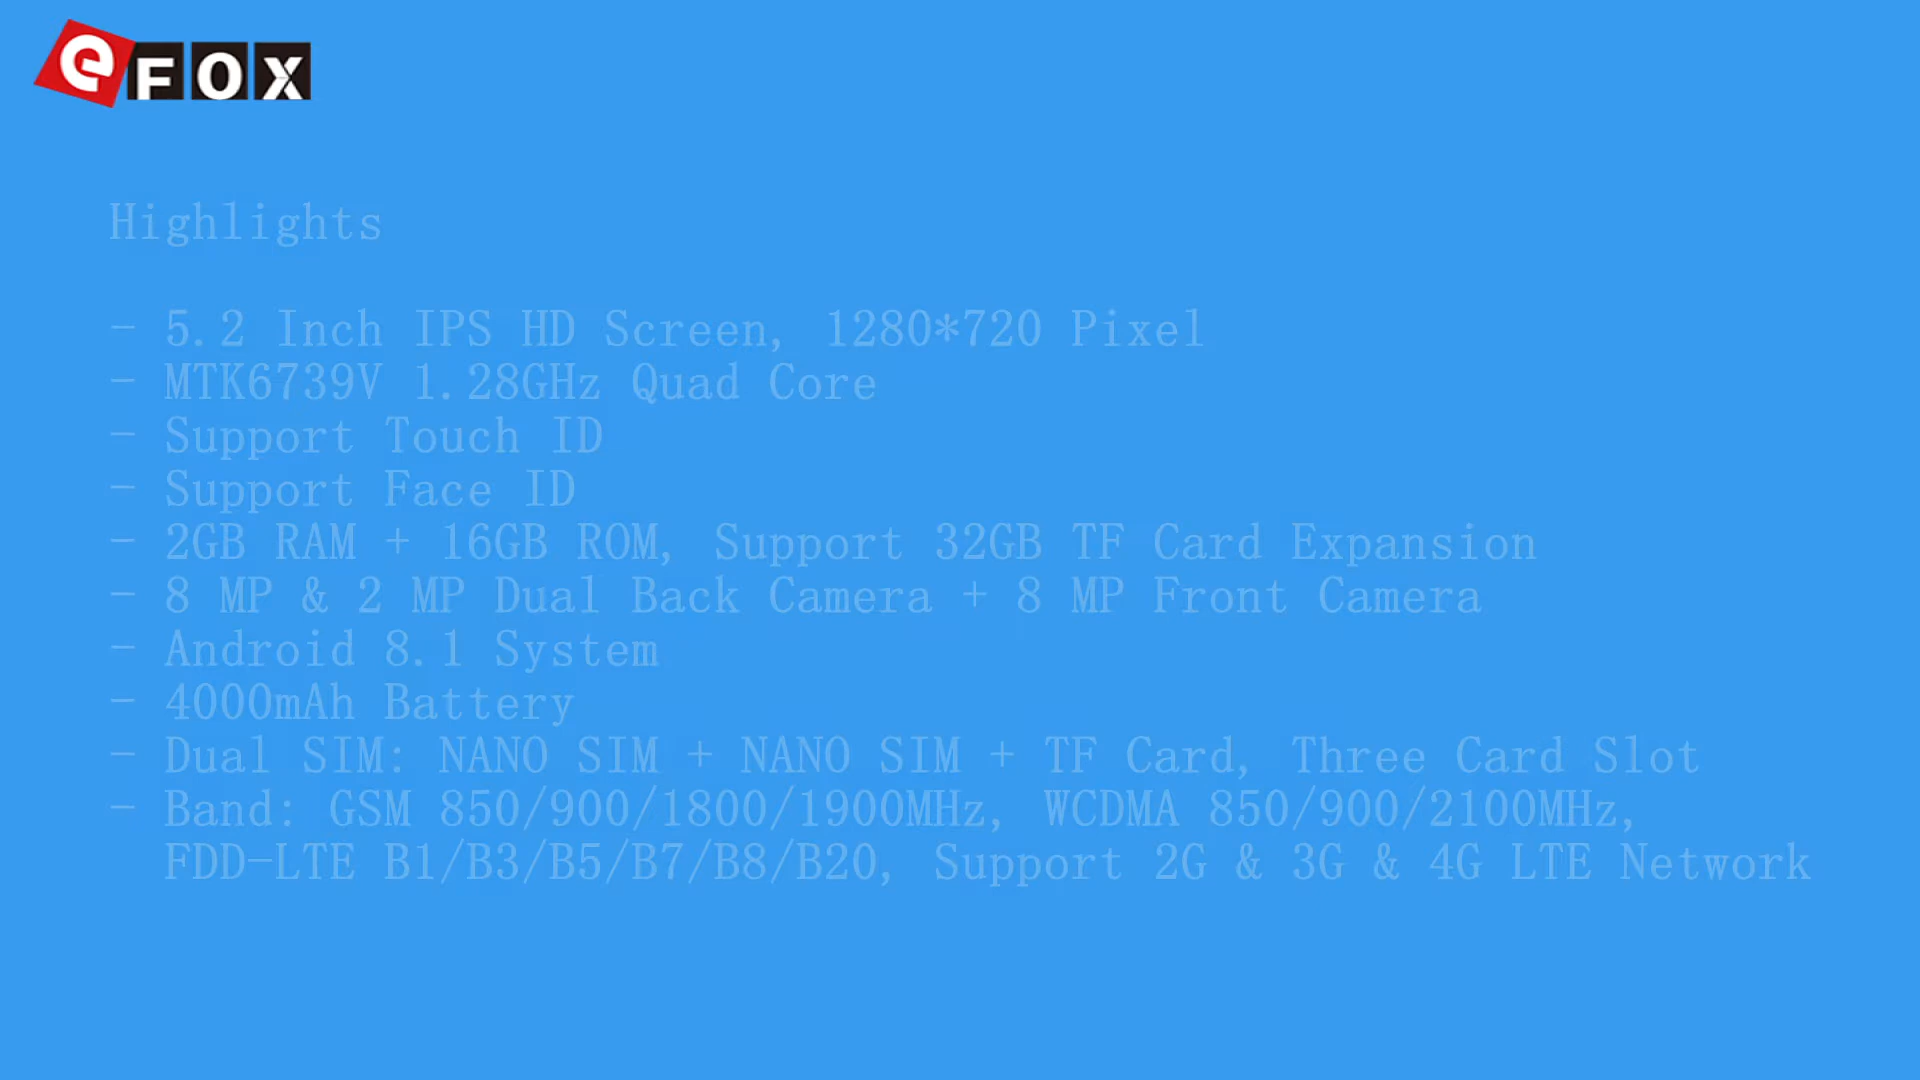 eFOX
Highlights
- 5.2 Inch IPS HD Screen, 1280*720 Pixel
- MTK6739V 1.28GHz Quad Core
- Support Touch ID
- Support Face ID
- 2GB RAM + 16GB ROM, Support 32GB TF Card Expansion
- 8 MP & 2 MP Dual Back Camera + 8 MP Front Camera
- Android 8.1 System
- 4000mAh Battery
- Dual SIM: NANO SIM + NANO SIM + TF Card, Three Card Slot
- Band: GSM 850/900/1800/1900MHz, WCDMA 850/900/2100MHz,
FDD-LTE B1/B3/B5/B7/B8/B20, Support 2G & 3G & 4G LTE Network